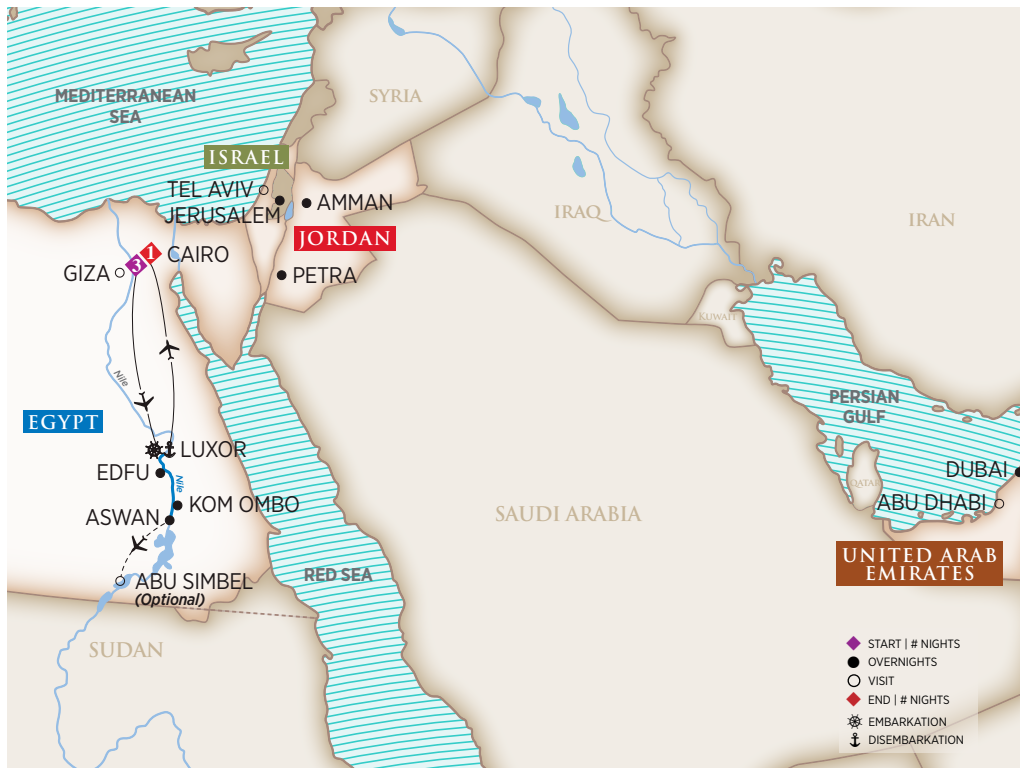 MEDITERRANEAN
SEA
SYRIA
ISRAEL
TEL AVIV
JERUSALEM
AMMAN
JORDAN
PETRA
IRAQ
IRAN
CAIRO
1
3
GIZA
KUWAIT
Nile
EGYPT
LUXOR
EDFU
Nile
KOM OMBO
ASWAN
ABU SIMBEL
(Optional)
RED SEA
SAUDI ARABIA
PERSIAN
GULF
QATAR
DUBAI
ABU DHABI
UNITED ARAB
EMIRATES
SUDAN
START | # NIGHTS
OVERNIGHTS
VISIT
END | # NIGHTS
EMBARKATION
DISEMBARKATION